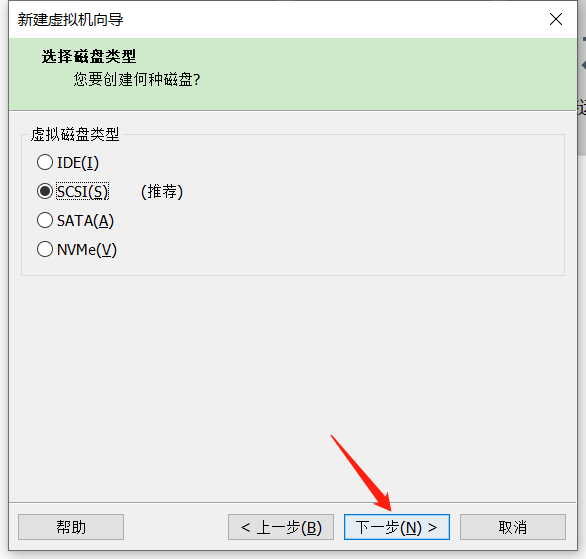 新建虚拟机向导
选择磁盘类型
您要创建何种磁盘?
虚拟磁盘类型
IDE(I)
SCSI(S) (推荐)
SATA(A)
NVMe(V)
帮助
< 上一步(B)
下一步(N) >
取消